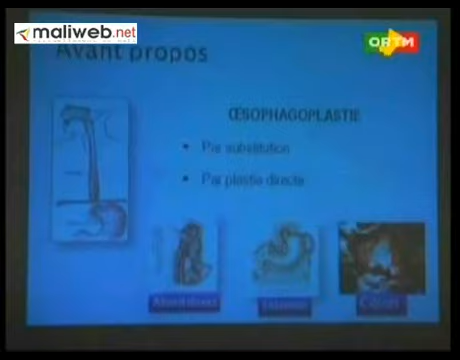 maliweb.net
ORTM
Avant propos
ŒSOPHAGOPLASTIE
• Par substitution
• Par plastie directe